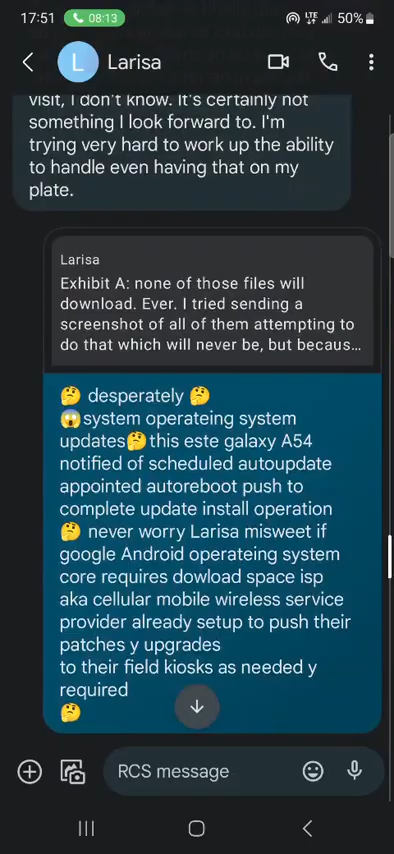 17:51 08:13 LTE 50%
L Larisa
visit, I don't know. It's certainly not
something I look forward to. I'm
trying very hard to work up the ability
to handle even having that on my
plate.
Larisa
Exhibit A: none of those files will
download. Ever. I tried sending a
screenshot of all of them attempting to
do that which will never be, but becaus...
🤔 desperately 🤔
😱system operateing system
updates🤔this este galaxy A54
notified of scheduled autoupdate
appointed autoreboot push to
complete update install operation
🤔 never worry Larisa misweet if
google Android operateing system
core requires dowload space isp
aka cellular mobile wireless service
provider already setup to push their
patches y upgrades
to their field kiosks as needed y
required
🤔
RCS message